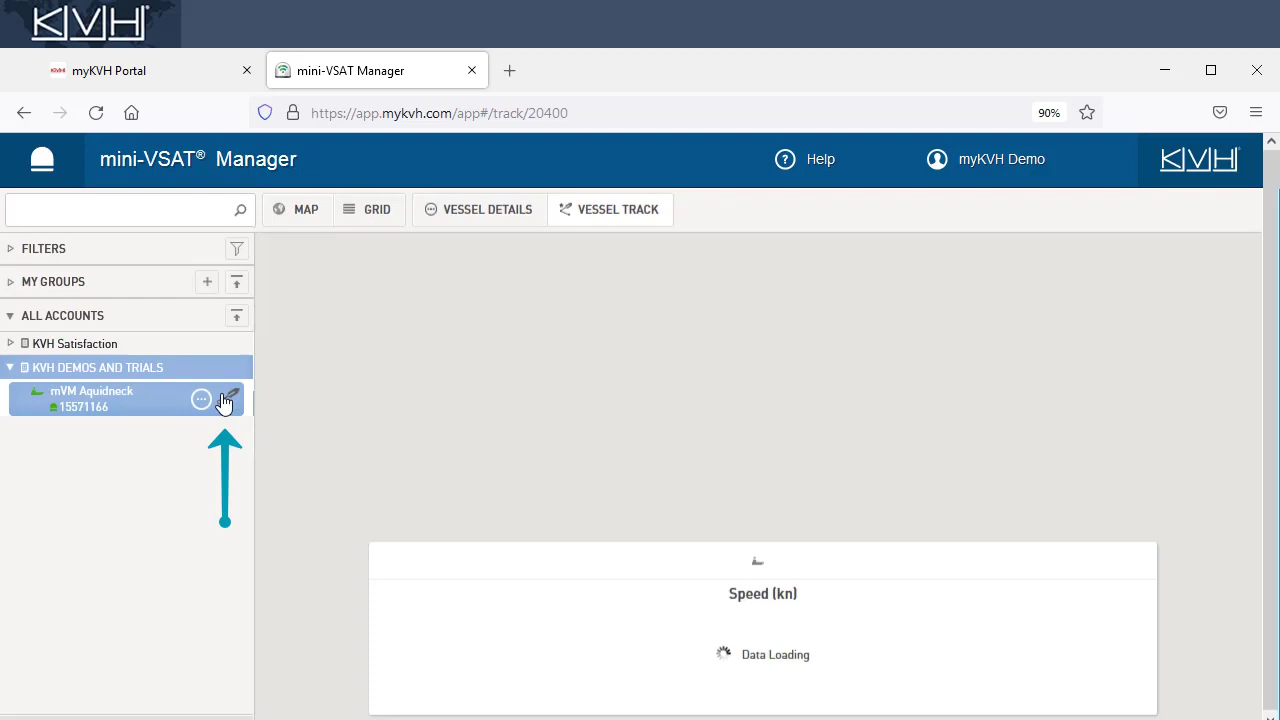 KVH
myKVH Portal
mini-VSAT Manager
https://app.mykvh.com/app#/track/20400
90%
mini-VSAT® Manager
Help
myKVH Demo
KVH
MAP
GRID
VESSEL DETAILS
VESSEL TRACK
FILTERS
MY GROUPS
ALL ACCOUNTS
KVH Satisfaction
KVH DEMOS AND TRIALS
mVM Aquidneck
15571166
Speed (kn)
Data Loading